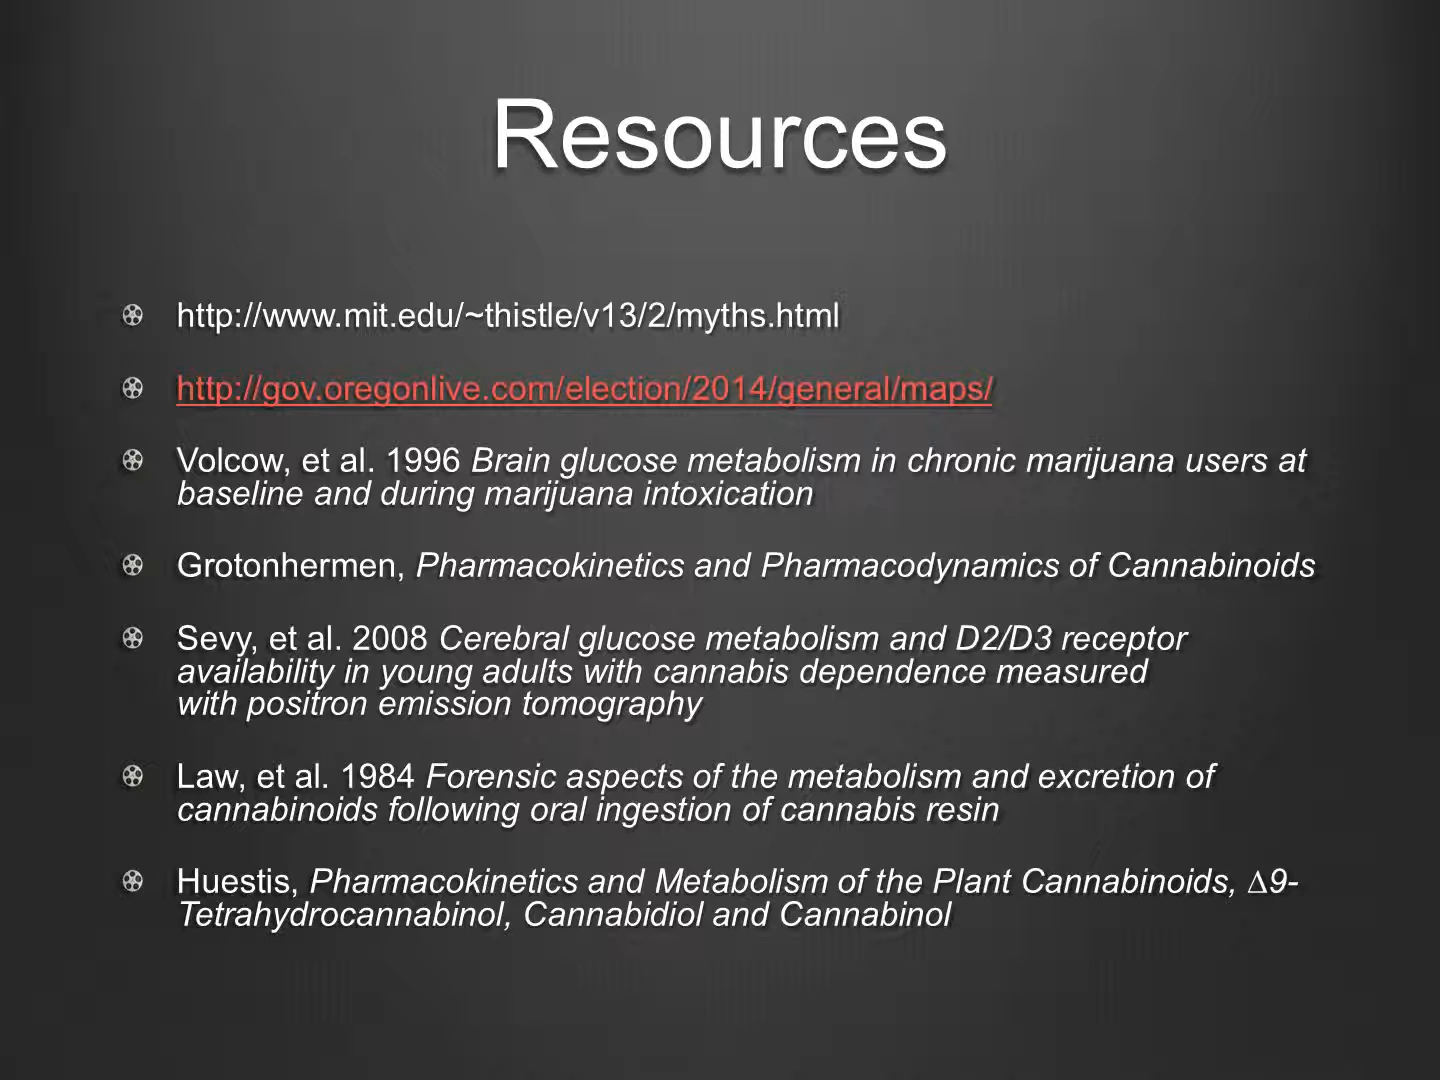 Resources
http://www.mit.edu/~thistle/v13/2/myths.html
http://gov.oregonlive.com/election/2014/general/maps/
Volcow, et al. 1996 Brain glucose metabolism in chronic marijuana users at
baseline and during marijuana intoxication
Grotonhermen, Pharmacokinetics and Pharmacodynamics of Cannabinoids
Sevy, et al. 2008 Cerebral glucose metabolism and D2/D3 receptor
availability in young adults with cannabis dependence measured
with positron emission tomography
Law, et al. 1984 Forensic aspects of the metabolism and excretion of
cannabinoids following oral ingestion of cannabis resin
Huestis, Pharmacokinetics and Metabolism of the Plant Cannabinoids, ∆9-
Tetrahydrocannabinol, Cannabidiol and Cannabinol